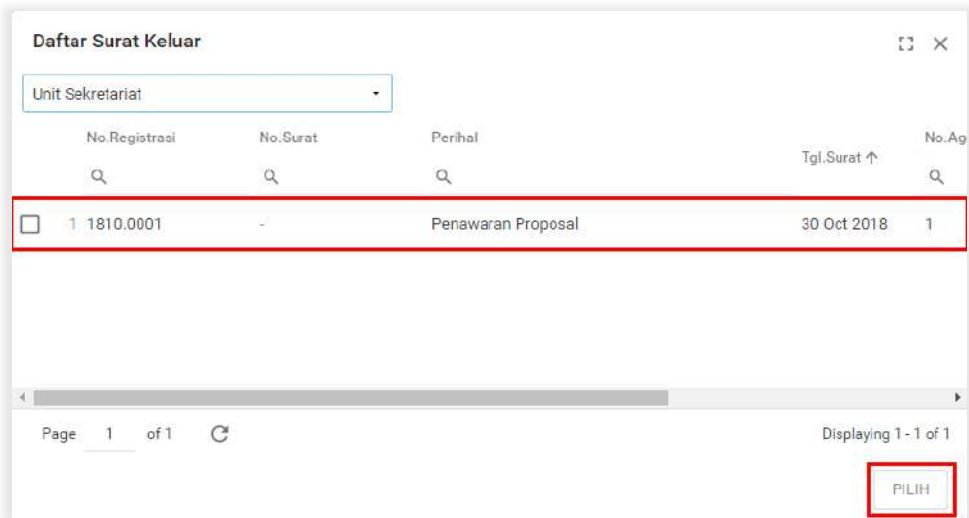 Daftar Surat Keluar
Unit Sekretariat
No.Registrasi No.Surat Perihal Tgl.Surat No.Ag
1 1810.0001 - Penawaran Proposal 30 Oct 2018 1
Page 1 of 1 Displaying 1 - 1 of 1
PILIH